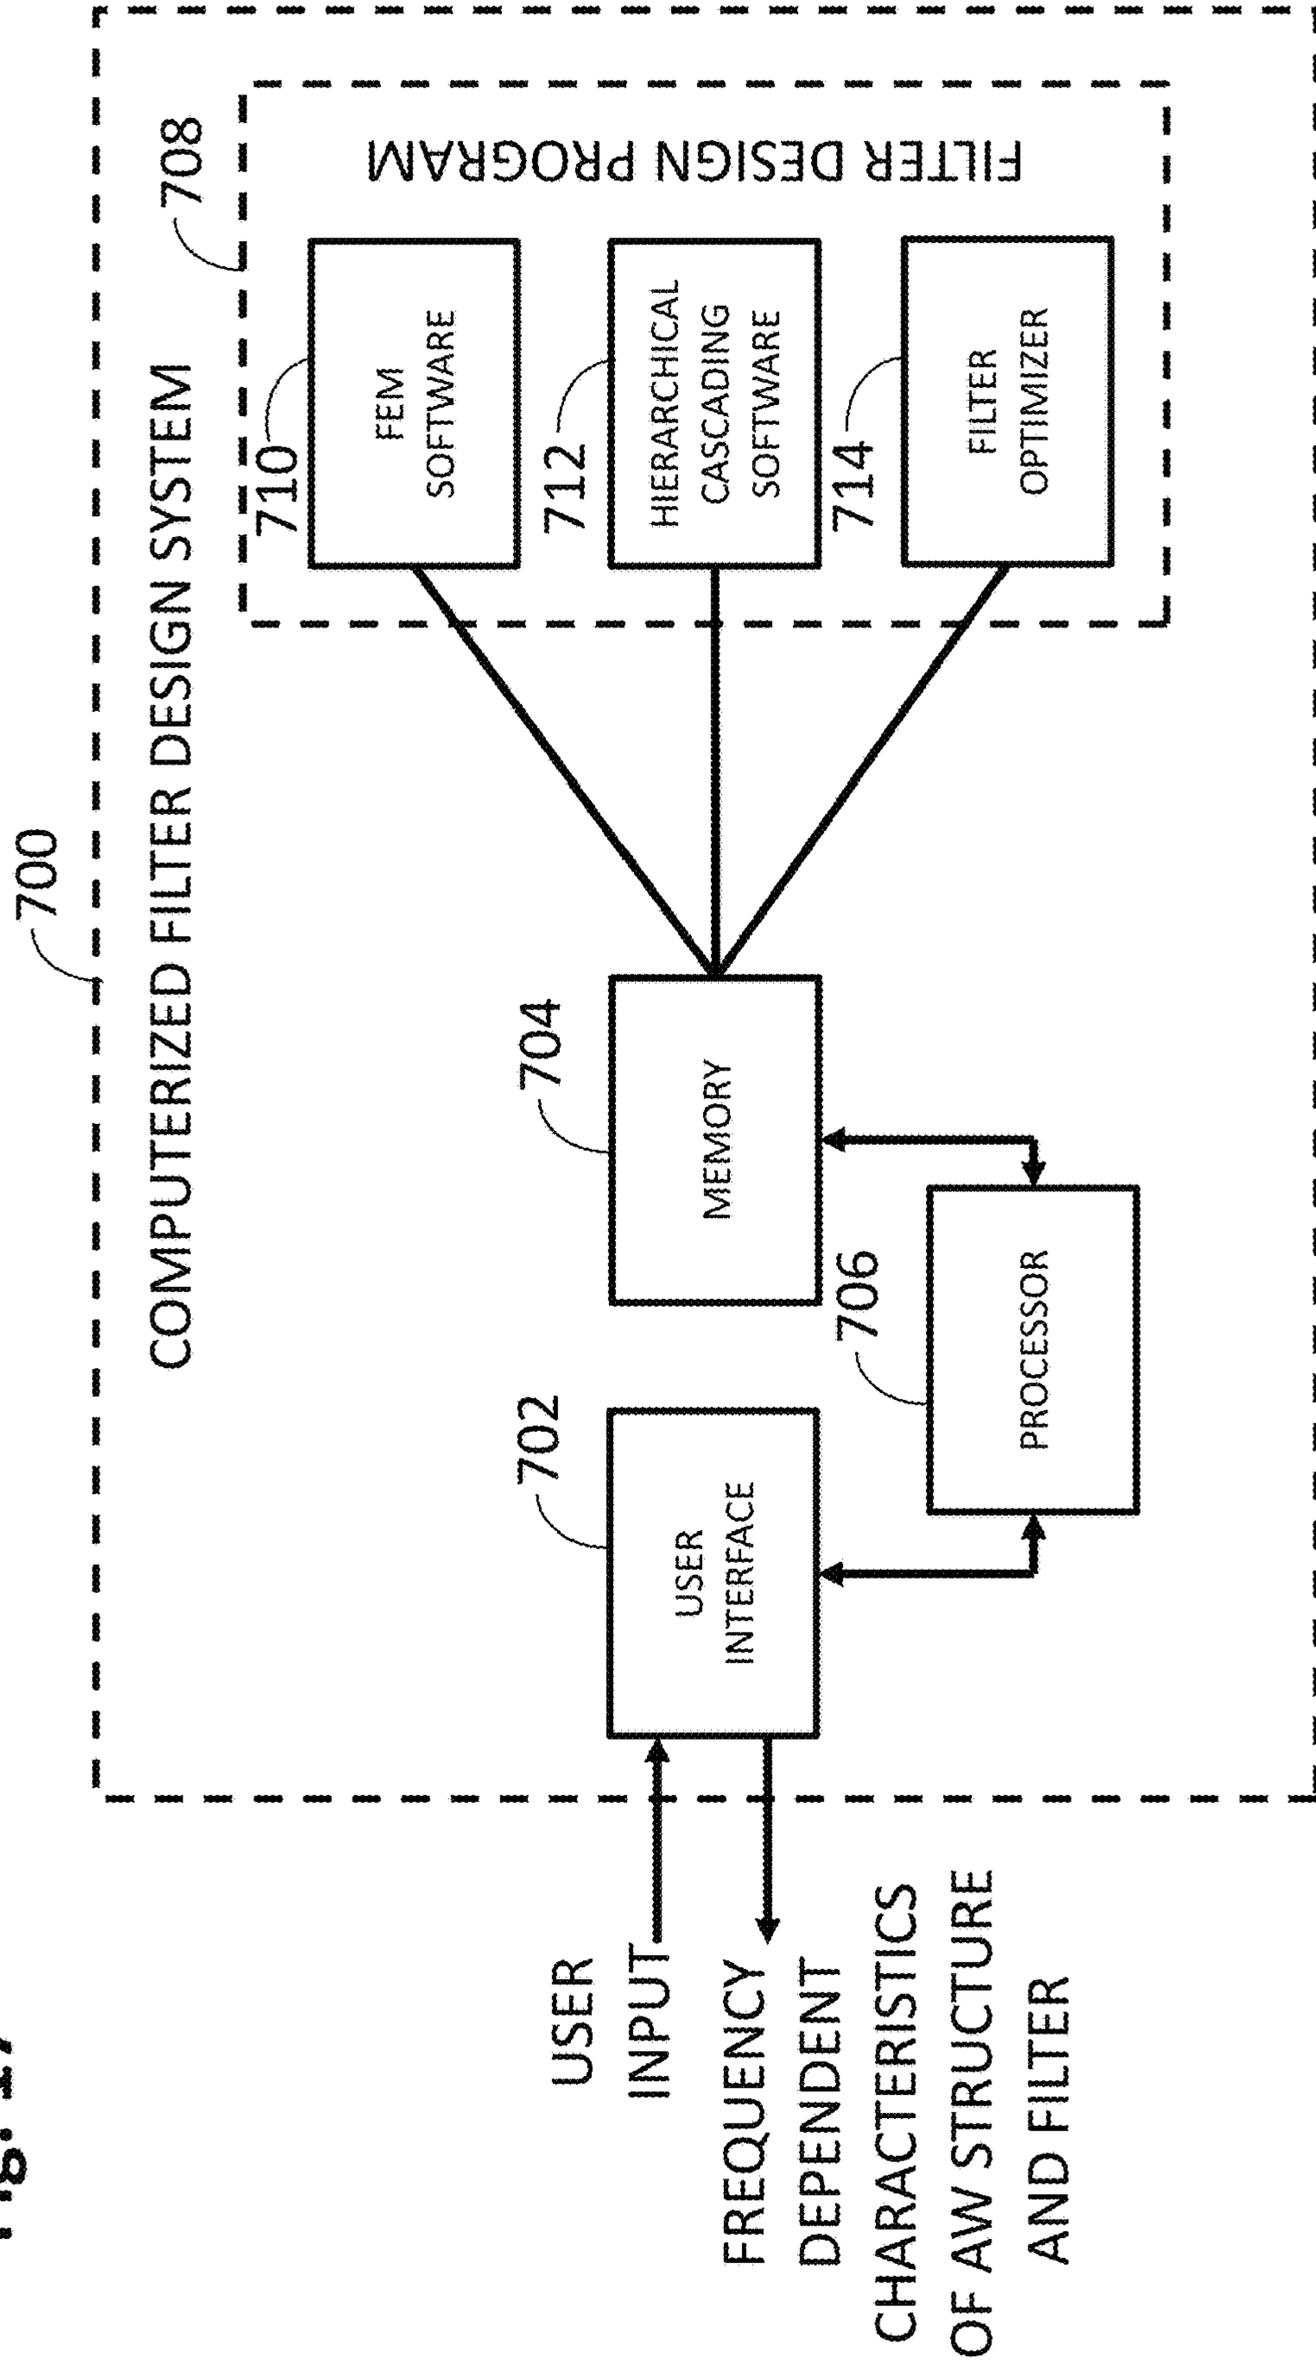 700
COMPUTERIZED FILTER DESIGN SYSTEM
708
FILTER DESIGN PROGRAM
710
FEM
SOFTWARE
712
HIERARCHICAL
CASCADING
SOFTWARE
714
FILTER
OPTIMIZER
704
MEMORY
702
USER
INTERFACE
706
PROCESSOR
USER
INPUT
FREQUENCY
DEPENDENT
CHARACTERISTICS
OF AW STRUCTURE
AND FILTER